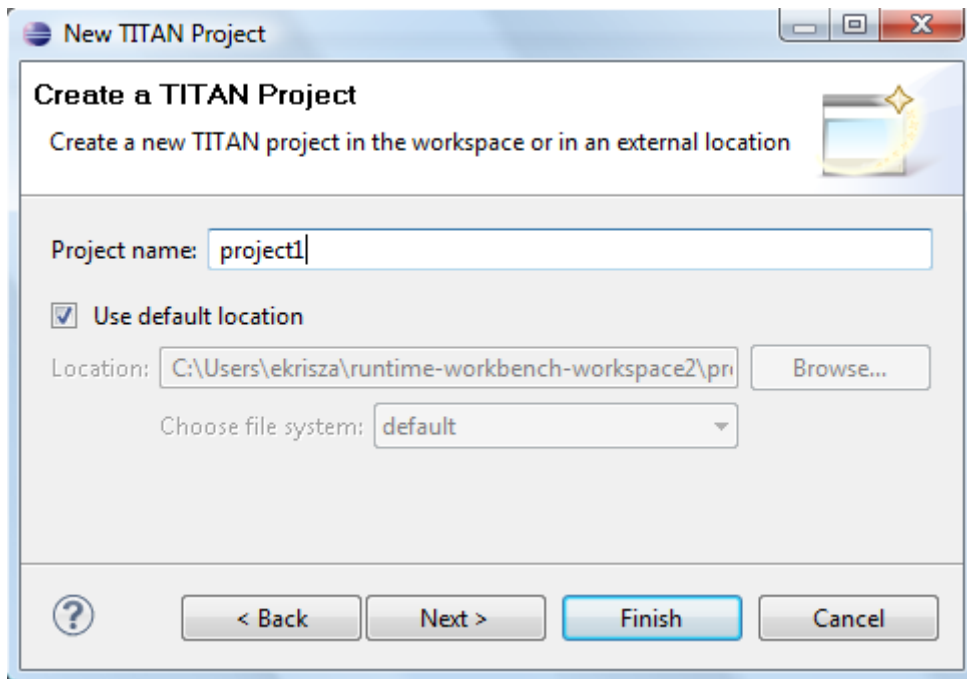 New TITAN Project
Create a TITAN Project
Create a new TITAN project in the workspace or in an external location
Project name: project1
Use default location
Location: C:\Users\ekrisza\runtime-workbench-workspace2\pr Browse...
Choose file system: default
? < Back Next > Finish Cancel